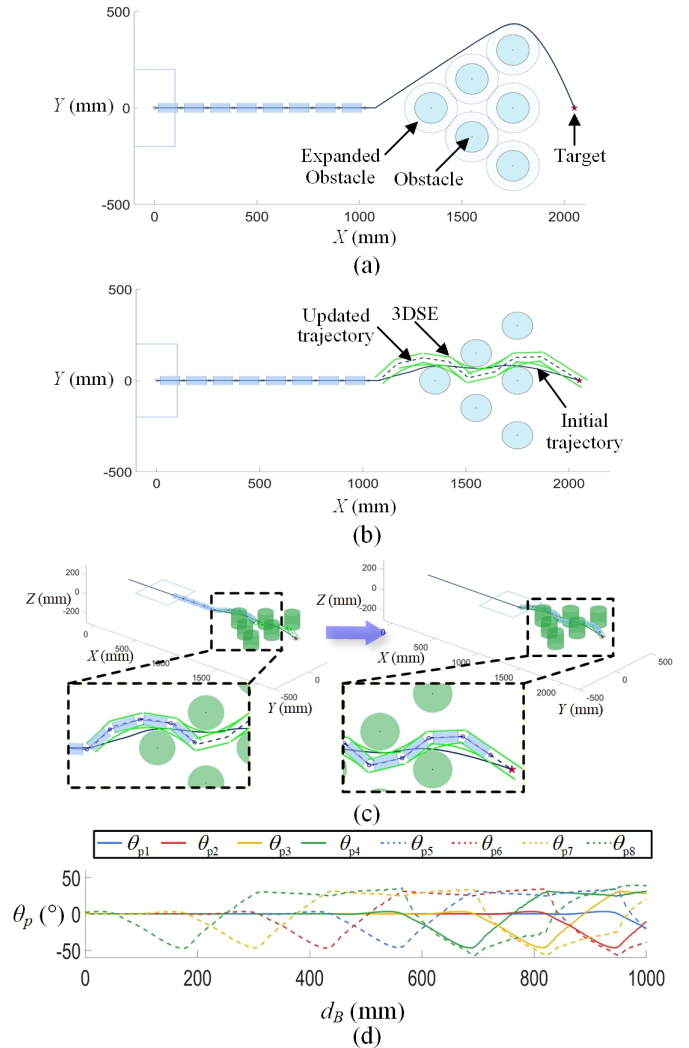 500
Y (mm)
0
Expanded
Obstacle
Obstacle
Target
-500
0
500
1000
1500
2000
X (mm)
(a)
500
Updated
trajectory
3DSE
Y (mm)
0
Initial
trajectory
-500
0
500
1000
1500
2000
X (mm)
(b)
200
0
-200
Z (mm)
0
500
1000
1500
X (mm)
-500
0
Y (mm)
200
0
-200
Z (mm)
0
500
1000
1500
2000
X (mm)
-500
0
500
Y (mm)
(c)
θp1 θp2 θp3 θp4 θp5 θp6 θp7 θp8
50
θp (°)
0
-50
0 200 400 600 800 1000
dB (mm)
(d)